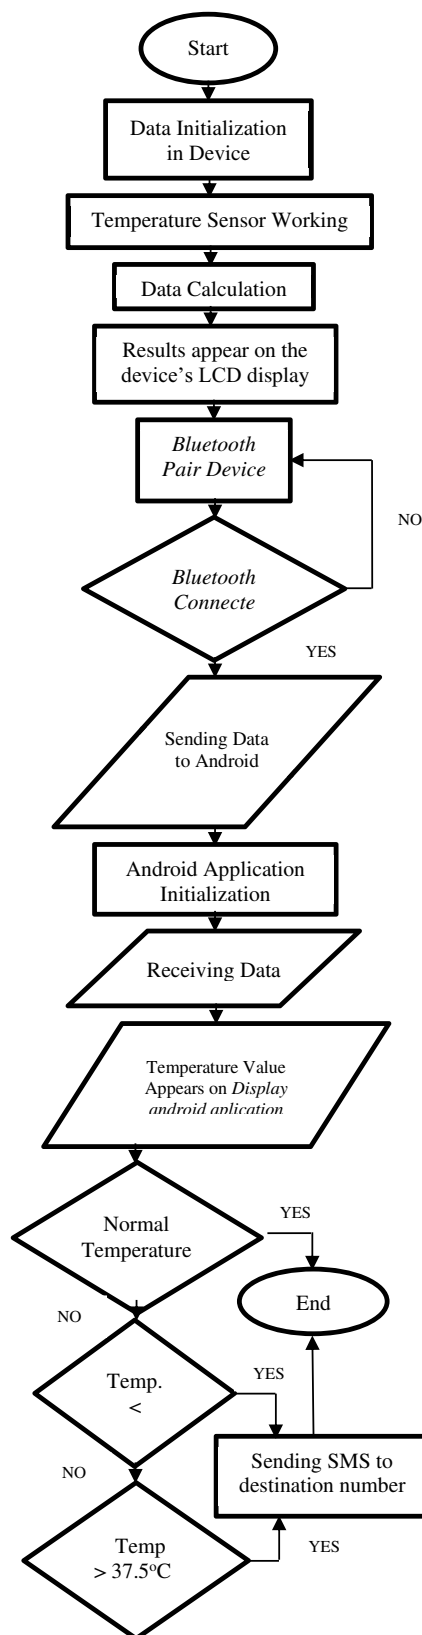 Start
Data Initialization
in Device
Temperature Sensor Working
Data Calculation
Results appear on the
device's LCD display
Bluetooth
Pair Device
NO
Bluetooth
Connecte
YES
Sending Data
to Android
Android Application
Initialization
Receiving Data
Temperature Value
Appears on Display
android aplication
Normal
Temperature
YES
End
NO
Temp.
<
YES
Sending SMS to
destination number
NO
Temp
> 37.5°C
YES